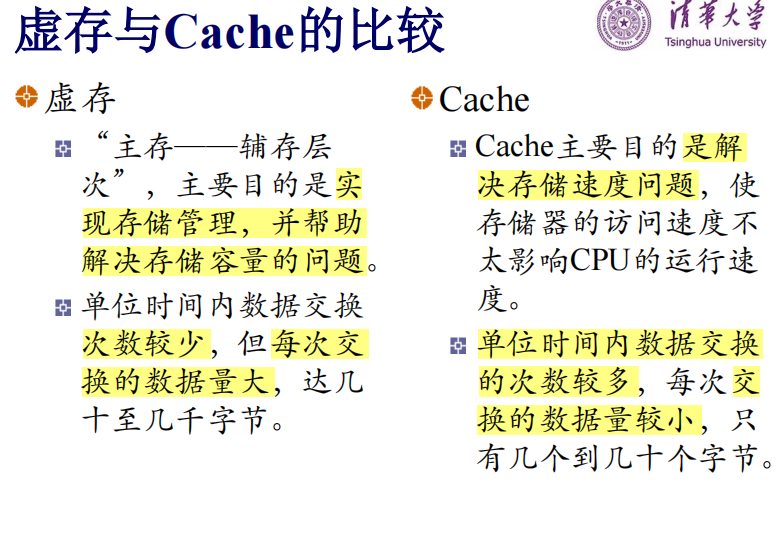 虚存与Cache的比较
清华大学
Tsinghua University
虚存
“主存——辅存层
次”，主要目的是实
现存储管理，并帮助
解决存储容量的问题。
单位时间内数据交换
次数较少，但每次交
换的数据量大，达几
十至几千字节。
Cache
Cache主要目的是解
决存储速度问题，使
存储器的访问速度不
太影响CPU的运行速
度。
单位时间内数据交换
的次数较多，每次交
换的数据量较小，只
有几个到几十个字节。